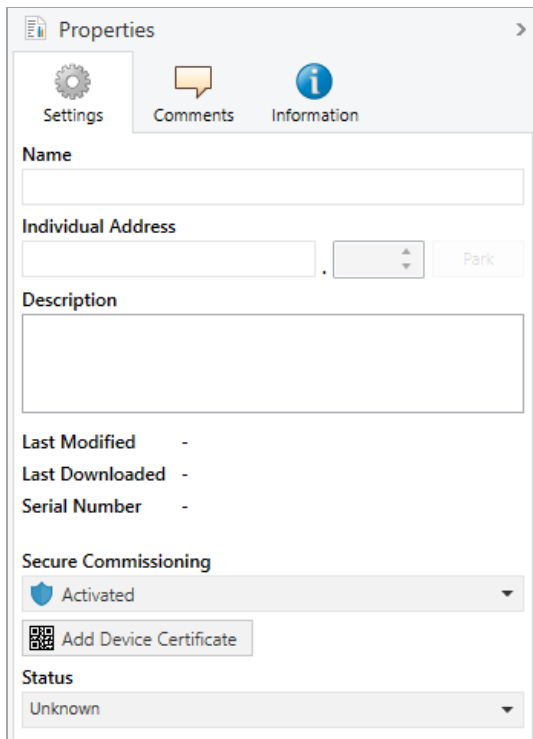 Properties
Settings Comments Information
Name
Individual Address
. Park
Description
Last Modified -
Last Downloaded -
Serial Number -
Secure Commissioning
Activated
Add Device Certificate
Status
Unknown